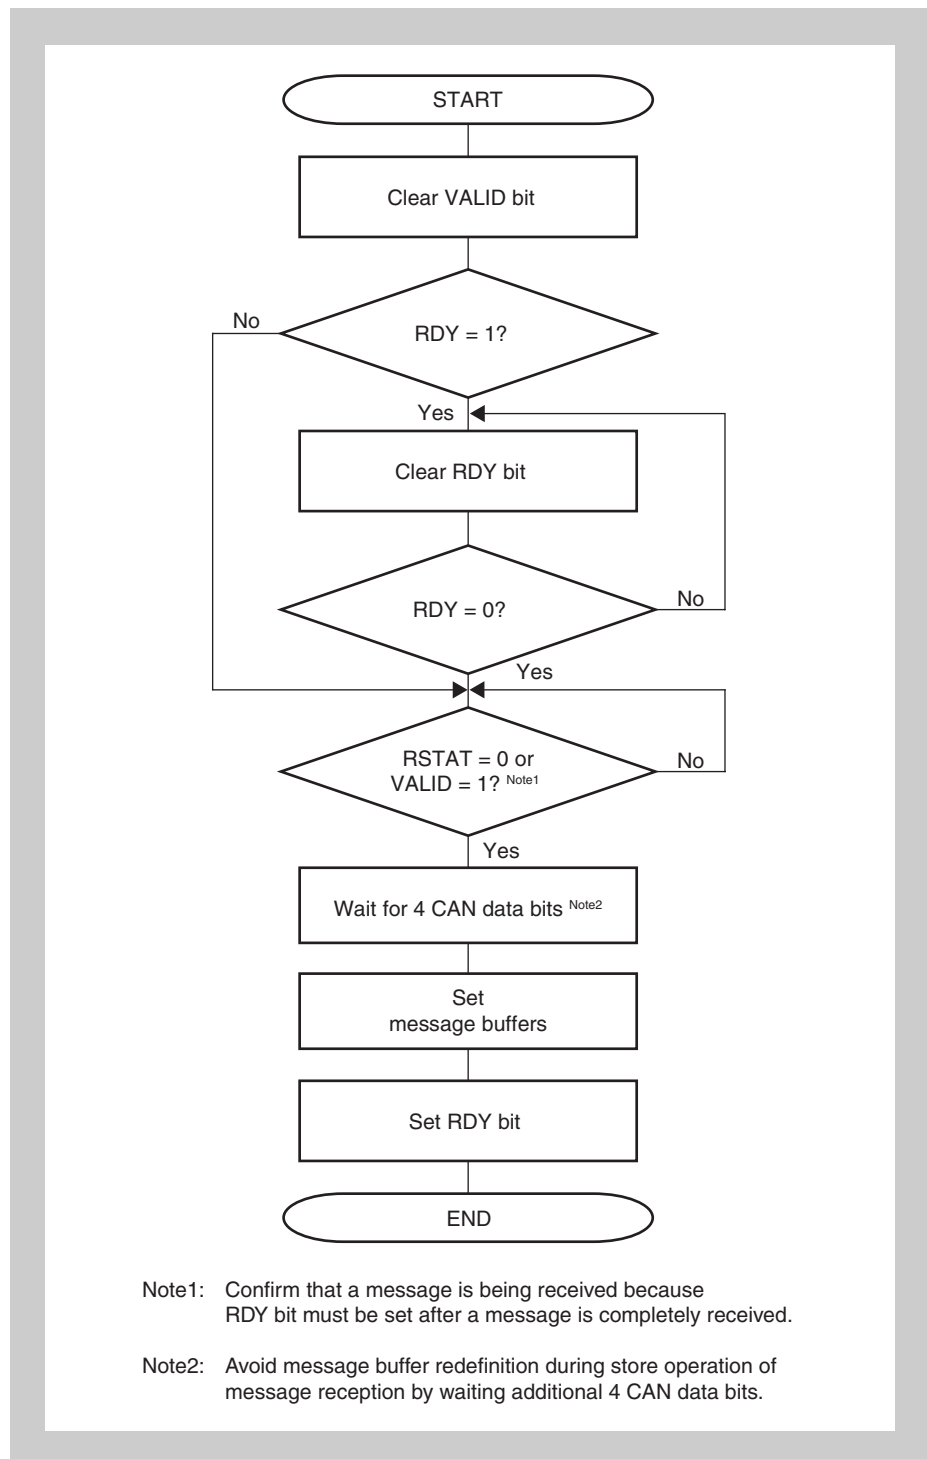 START
Clear VALID bit
RDY = 1?
No
Yes
Clear RDY bit
RDY = 0?
No
Yes
RSTAT = 0 or
VALID = 1? Note1
No
Yes
Wait for 4 CAN data bits Note2
Set
message buffers
Set RDY bit
END
Note1: Confirm that a message is being received because
RDY bit must be set after a message is completely received.
Note2: Avoid message buffer redefinition during store operation of
message reception by waiting additional 4 CAN data bits.